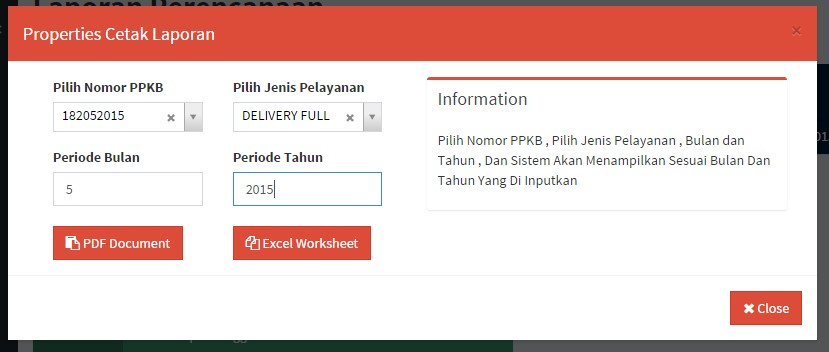 Laporan Perencanaan
Properties Cetak Laporan
×
Pilih Nomor PPKB
Pilih Jenis Pelayanan
182052015 ×
DELIVERY FULL ×
Periode Bulan
Periode Tahun
5
2015
PDF Document
Excel Worksheet
Information
Pilih Nomor PPKB , Pilih Jenis Pelayanan , Bulan dan
Tahun , Dan Sistem Akan Menampilkan Sesuai Bulan Dan
Tahun Yang Di Inputkan
× Close